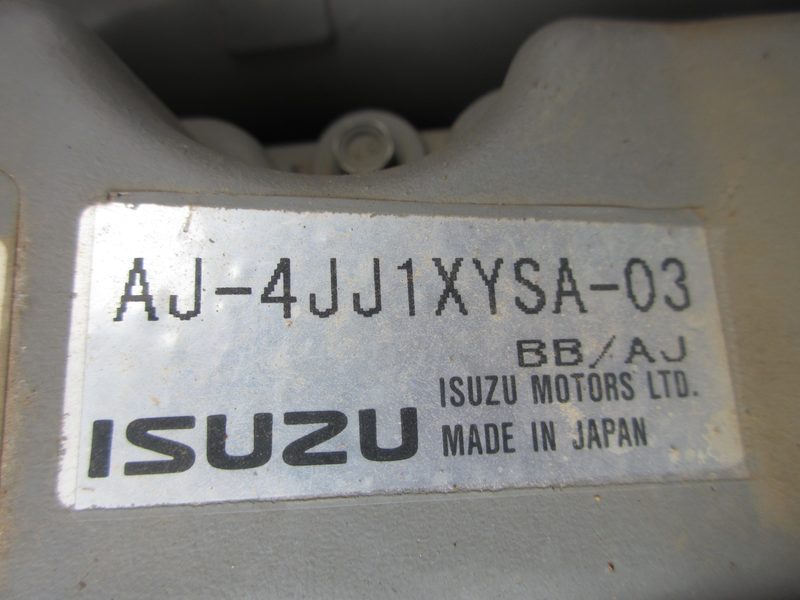 AJ-4JJ1XYSA-03
BB/AJ
ISUZU MOTORS LTD.
ISUZU MADE IN JAPAN